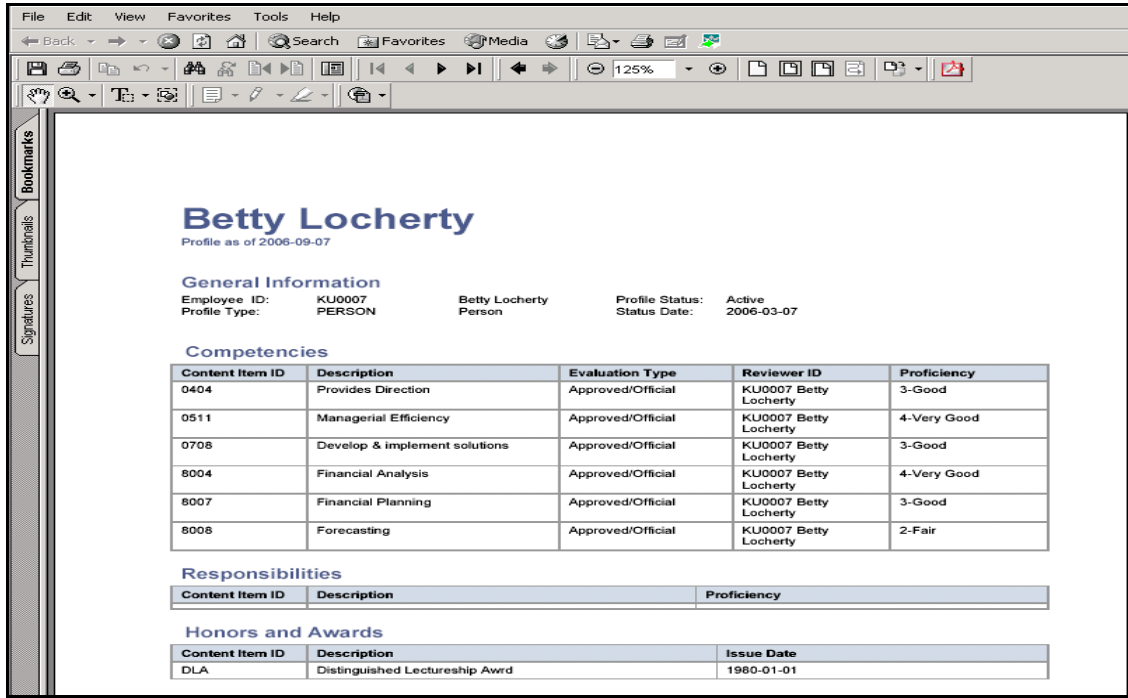 File Edit View Favorites Tools Help
Back Search Favorites Media
125%
Bookmarks
Thumbnails
Signatures
Betty Locherty
Profile as of 2006-09-07
General Information
Employee ID: KU0007 Betty Locherty Profile Status: Active
Profile Type: PERSON Person Status Date: 2006-03-07
Competencies
Content Item ID Description Evaluation Type Reviewer ID Proficiency
0404 Provides Direction Approved/Official KU0007 Betty 3-Good
Locherty
0511 Managerial Efficiency Approved/Official KU0007 Betty 4-Very Good
Locherty
0708 Develop & implement solutions Approved/Official KU0007 Betty 3-Good
Locherty
8004 Financial Analysis Approved/Official KU0007 Betty 4-Very Good
Locherty
8007 Financial Planning Approved/Official KU0007 Betty 3-Good
Locherty
8008 Forecasting Approved/Official KU0007 Betty 2-Fair
Locherty
Responsibilities
Content Item ID Description Proficiency
Honors and Awards
Content Item ID Description Issue Date
DLA Distinguished Lectureship Awrd 1980-01-01